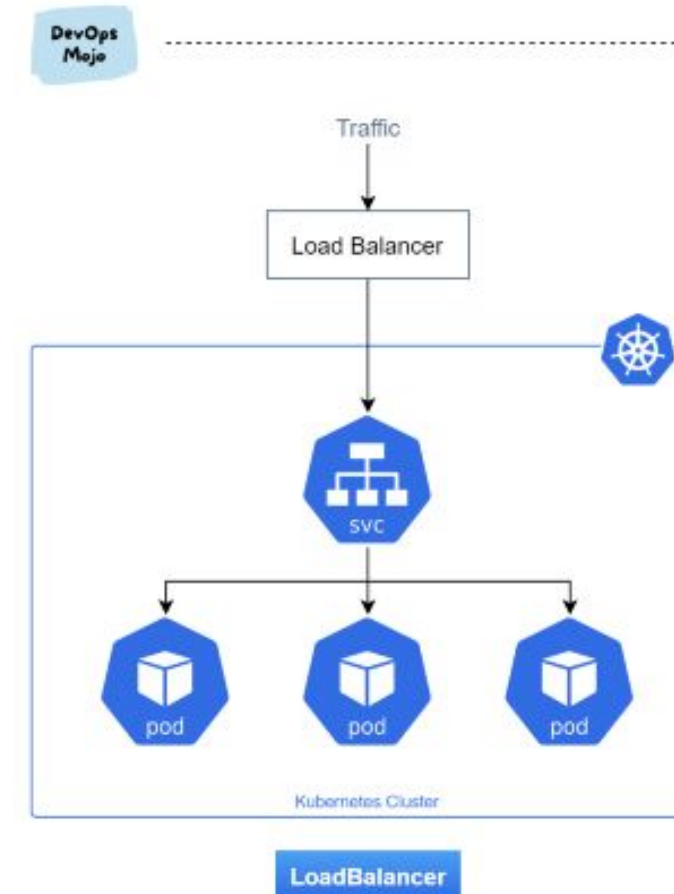 DevOps
Mojo
Traffic
Load Balancer
svc
pod
pod
pod
Kubernetes Cluster
LoadBalancer